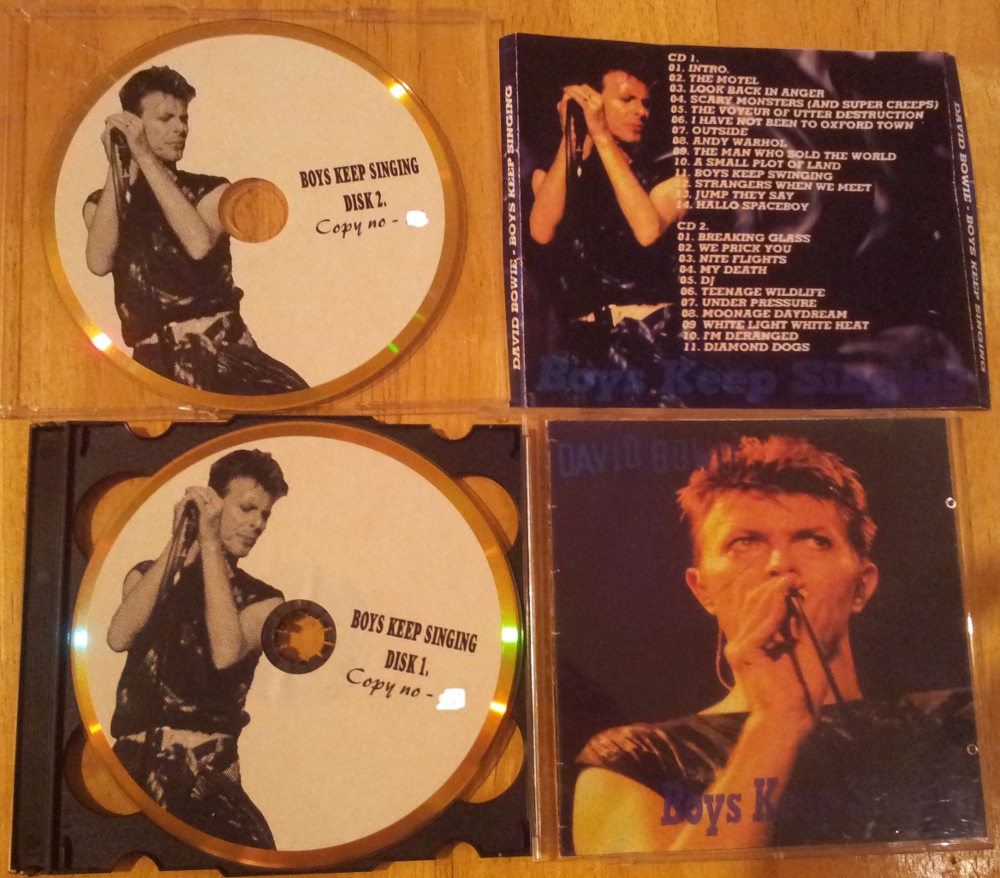 BOYS KEEP SINGING
DISK 2.
Copy no -
DAVID BOWIE - BOYS KEEP SINGING
CD 1.
01. INTRO.
02. THE MOTEL
03. LOOK BACK IN ANGER
04. SCARY MONSTERS (AND SUPER CREEPS)
05. THE VOYEUR OF UTTER DESTRUCTION
06. I HAVE NOT BEEN TO OXFORD TOWN
07. OUTSIDE
08. ANDY WARHOL
09. THE MAN WHO SOLD THE WORLD
10. A SMALL PLOT OF LAND
11. BOYS KEEP SWINGING
12. STRANGERS WHEN WE MEET
13. JUMP THEY SAY
14. HALLO SPACEBOY
CD 2.
01. BREAKING GLASS
02. WE PRICK YOU
03. NITE FLIGHTS
04. MY DEATH
05. DJ
06. TEENAGE WILDLIFE
07. UNDER PRESSURE
08. MOONAGE DAYDREAM
09 WHITE LIGHT WHITE HEAT
10. I'M DERANGED
11. DIAMOND DOGS
Boys Keep Singing
DAVID BOWIE - BOYS KEEP SINGING
BOYS KEEP SINGING
DISK 1.
Copy no -
DAVID BOWIE
Boys Keep